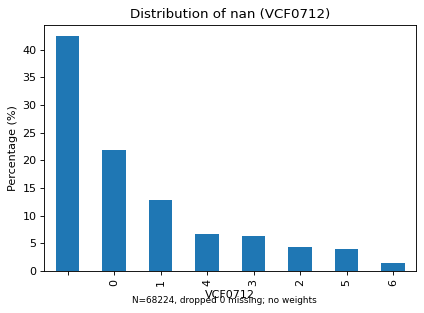 Distribution of nan (VCF0712)
Percentage (%)
40
35
30
25
20
15
10
5
0
0 1 4 3 2 5 6
VCF0712
N=68224, dropped 0 missing; no weights